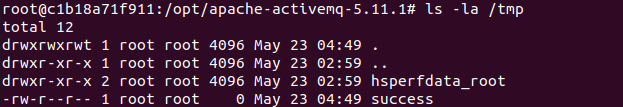 root@c1b18a71f911:/opt/apache-activemq-5.11.1# ls -la /tmp
total 12
drwxrwxrwt 1 root root 4096 May 23 04:49 .
drwxr-xr-x 1 root root 4096 May 23 02:59 ..
drwxr-xr-x 2 root root 4096 May 23 02:59 hsperfdata_root
-rw-r--r-- 1 root root    0 May 23 04:49 success